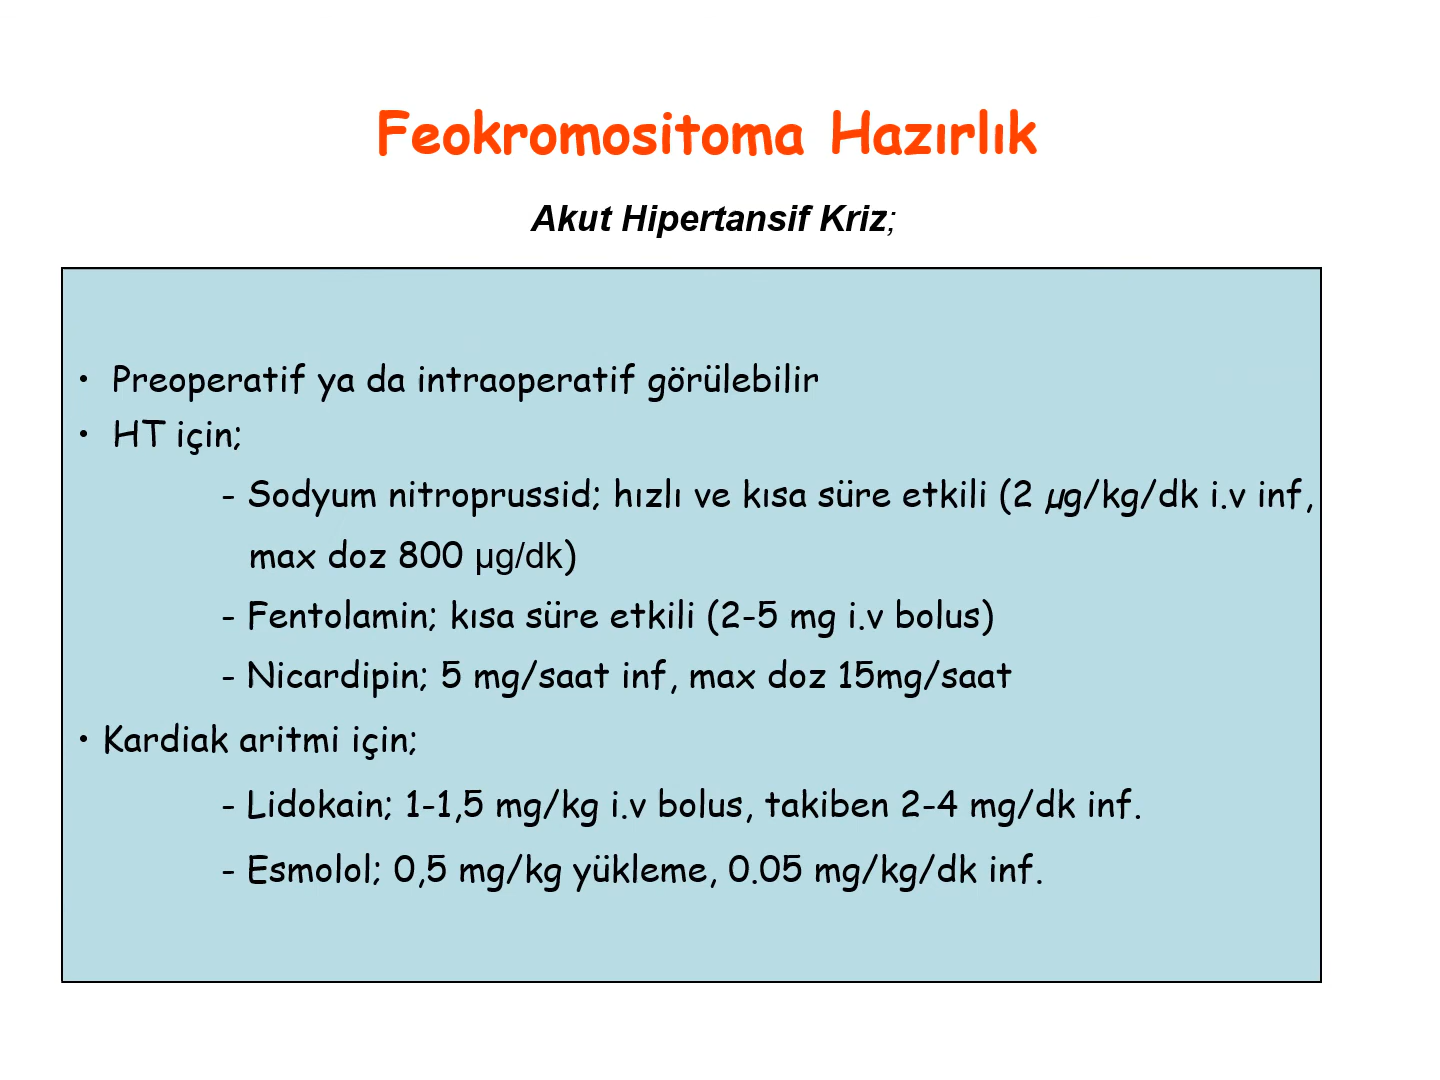 Feokromositoma Hazırlık
Akut Hipertansif Kriz;
• Preoperatif ya da intraoperatif görülebilir
• HT için;
- Sodyum nitroprussid; hızlı ve kısa süre etkili (2 µg/kg/dk i.v inf,
max doz 800 µg/dk)
- Fentolamin; kısa süre etkili (2-5 mg i.v bolus)
- Nicardipin; 5 mg/saat inf, max doz 15mg/saat
• Kardiak aritmi için;
- Lidokain; 1-1,5 mg/kg i.v bolus, takiben 2-4 mg/dk inf.
- Esmolol; 0,5 mg/kg yükleme, 0.05 mg/kg/dk inf.